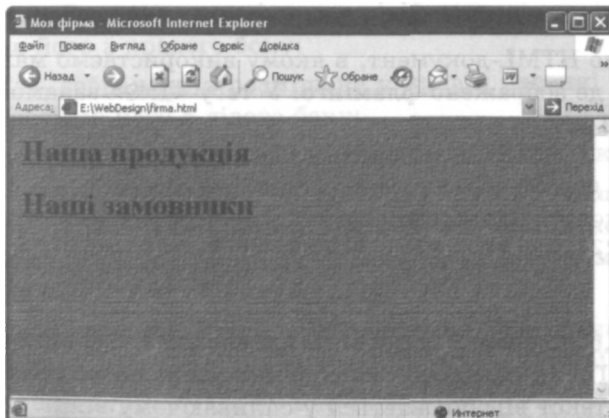 Моя фірма - Microsoft Internet Explorer
Файл Правка Вигляд Обране Сервіс Довідка
Назад Пошук Обране
Адреса: E:\WebDesign\firma.html Перехід
Наша продукція
Наші замовники
Интернет